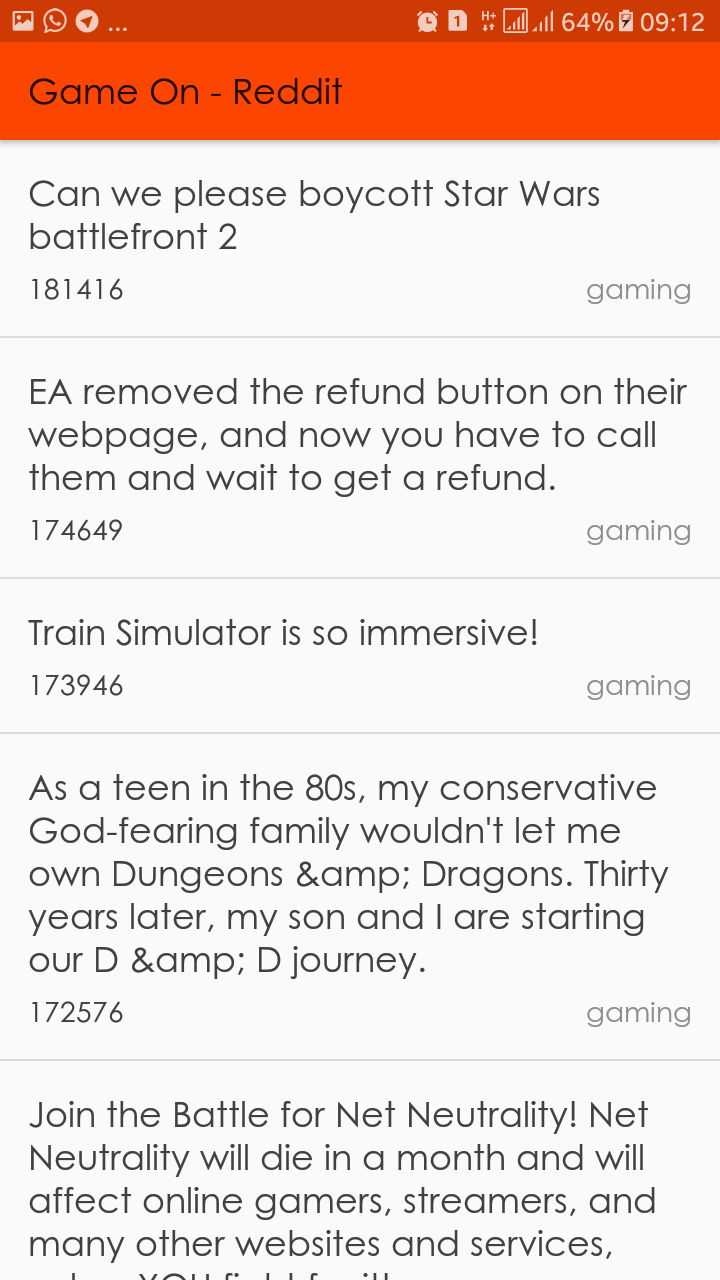 ... 1 H+ 64% 09:12
Game On - Reddit
Can we please boycott Star Wars
battlefront 2
181416 gaming
EA removed the refund button on their
webpage, and now you have to call
them and wait to get a refund.
174649 gaming
Train Simulator is so immersive!
173946 gaming
As a teen in the 80s, my conservative
God-fearing family wouldn't let me
own Dungeons &amp; Dragons. Thirty
years later, my son and I are starting
our D &amp; D journey.
172576 gaming
Join the Battle for Net Neutrality! Net
Neutrality will die in a month and will
affect online gamers, streamers, and
many other websites and services,